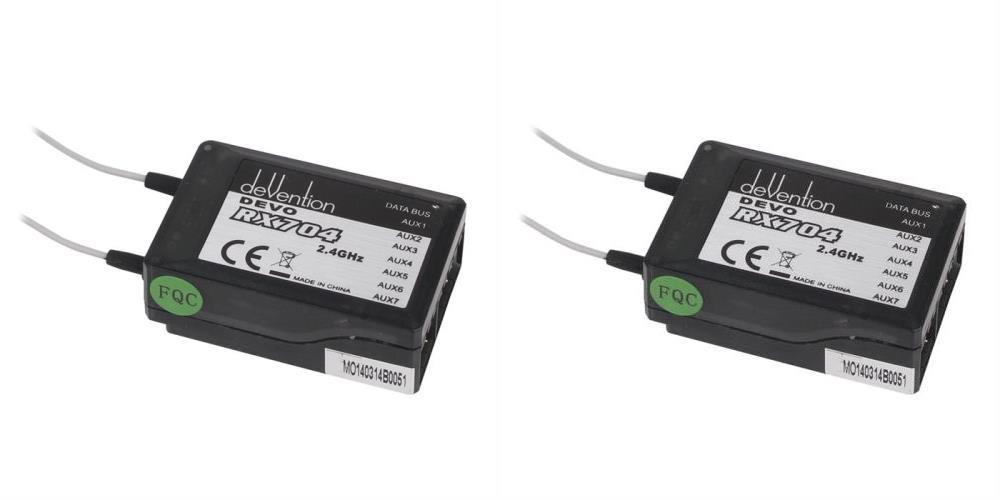 deVention
DEVO
RX704
2.4GHz
MADE IN CHINA
DATA BUS
AUX1
AUX2
AUX3
AUX4
AUX5
AUX6
AUX7
FQC
MO140314B0051
deVention
DEVO
RX704
2.4GHz
MADE IN CHINA
DATA BUS
AUX1
AUX2
AUX3
AUX4
AUX5
AUX6
AUX7
FQC
MO140314B0051